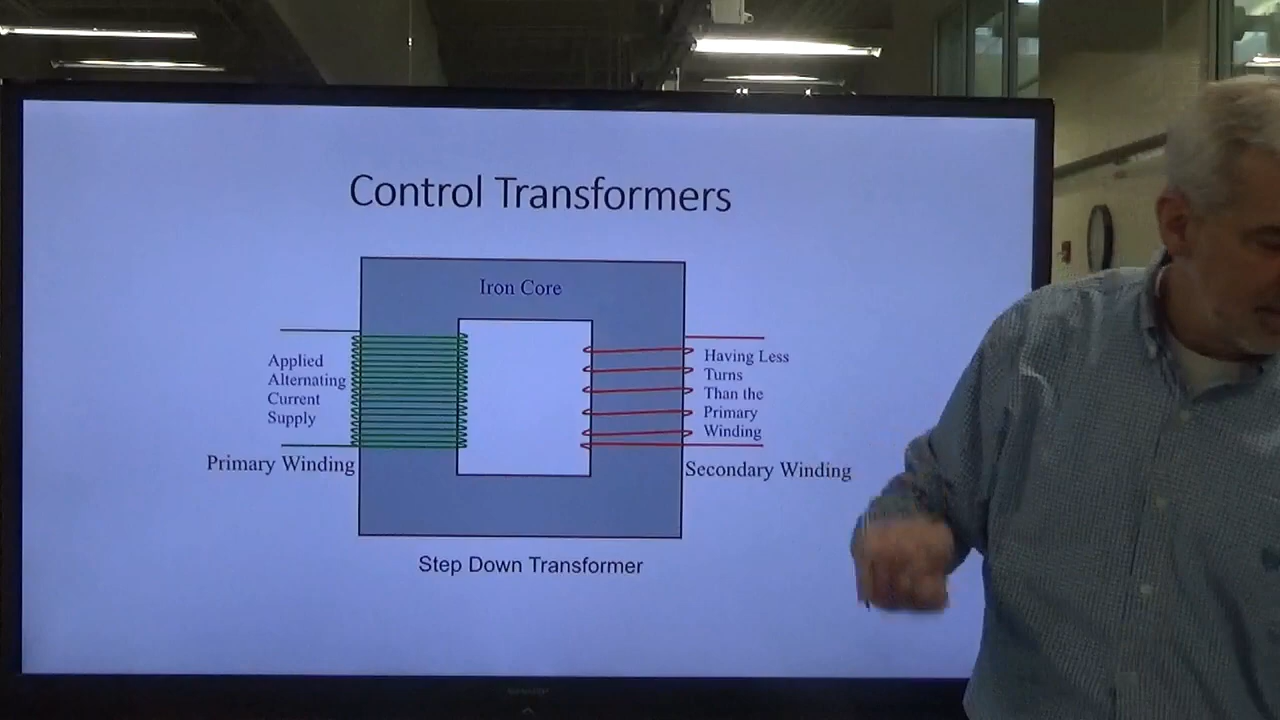 Control Transformers
Iron Core
Applied
Alternating
Current
Supply
Primary Winding
Having Less
Turns
Than the
Primary
Winding
Secondary Winding
Step Down Transformer